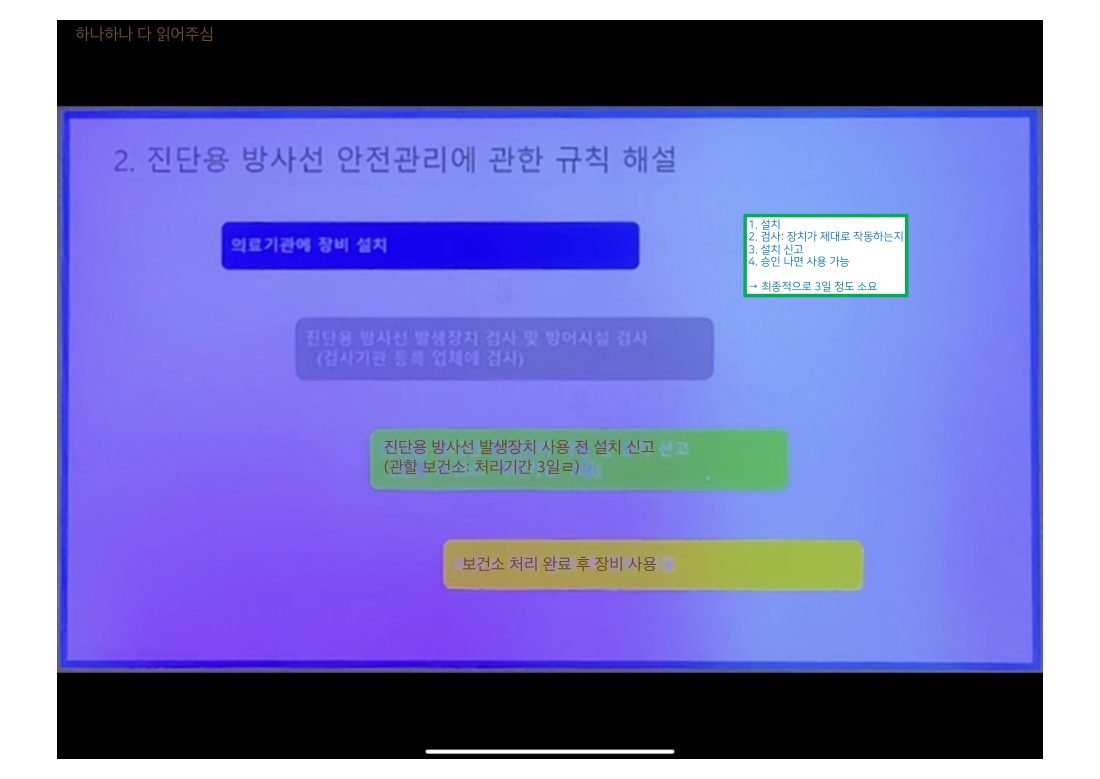 하나하나 다 읽어주심
2. 진단용 방사선 안전관리에 관한 규칙 해설
의료기관에 장비 설치
1. 설치
2. 검사: 장치가 제대로 작동하는지
3. 설치 신고
4. 승인 나면 사용 가능
→ 최종적으로 3일 정도 소요
진단용 방사선 발생장치 검사 및 방어시설 검사
(검사기관 등록 업체에 검사)
진단용 방사선 발생장치 사용 전 설치 신고 신고
(관할 보건소: 처리기간 3일ㄹ)
보건소 처리 완료 후 장비 사용